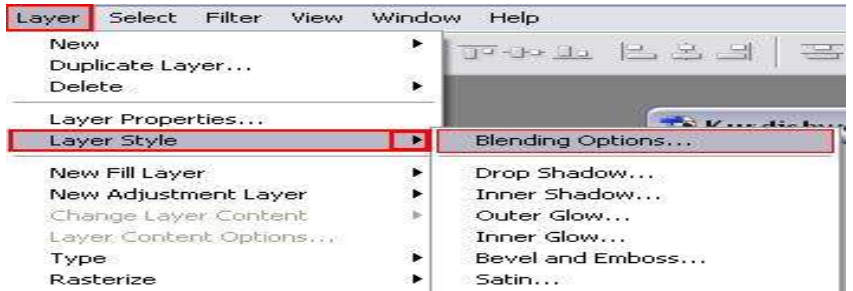 Layer Select Filter View Window Help
New
Duplicate Layer...
Delete
Layer Properties...
Layer Style
New Fill Layer
New Adjustment Layer
Change Layer Content
Layer Content Options...
Type
Rasterize
Blending Options...
Drop Shadow...
Inner Shadow...
Outer Glow...
Inner Glow...
Bevel and Emboss...
Satin...